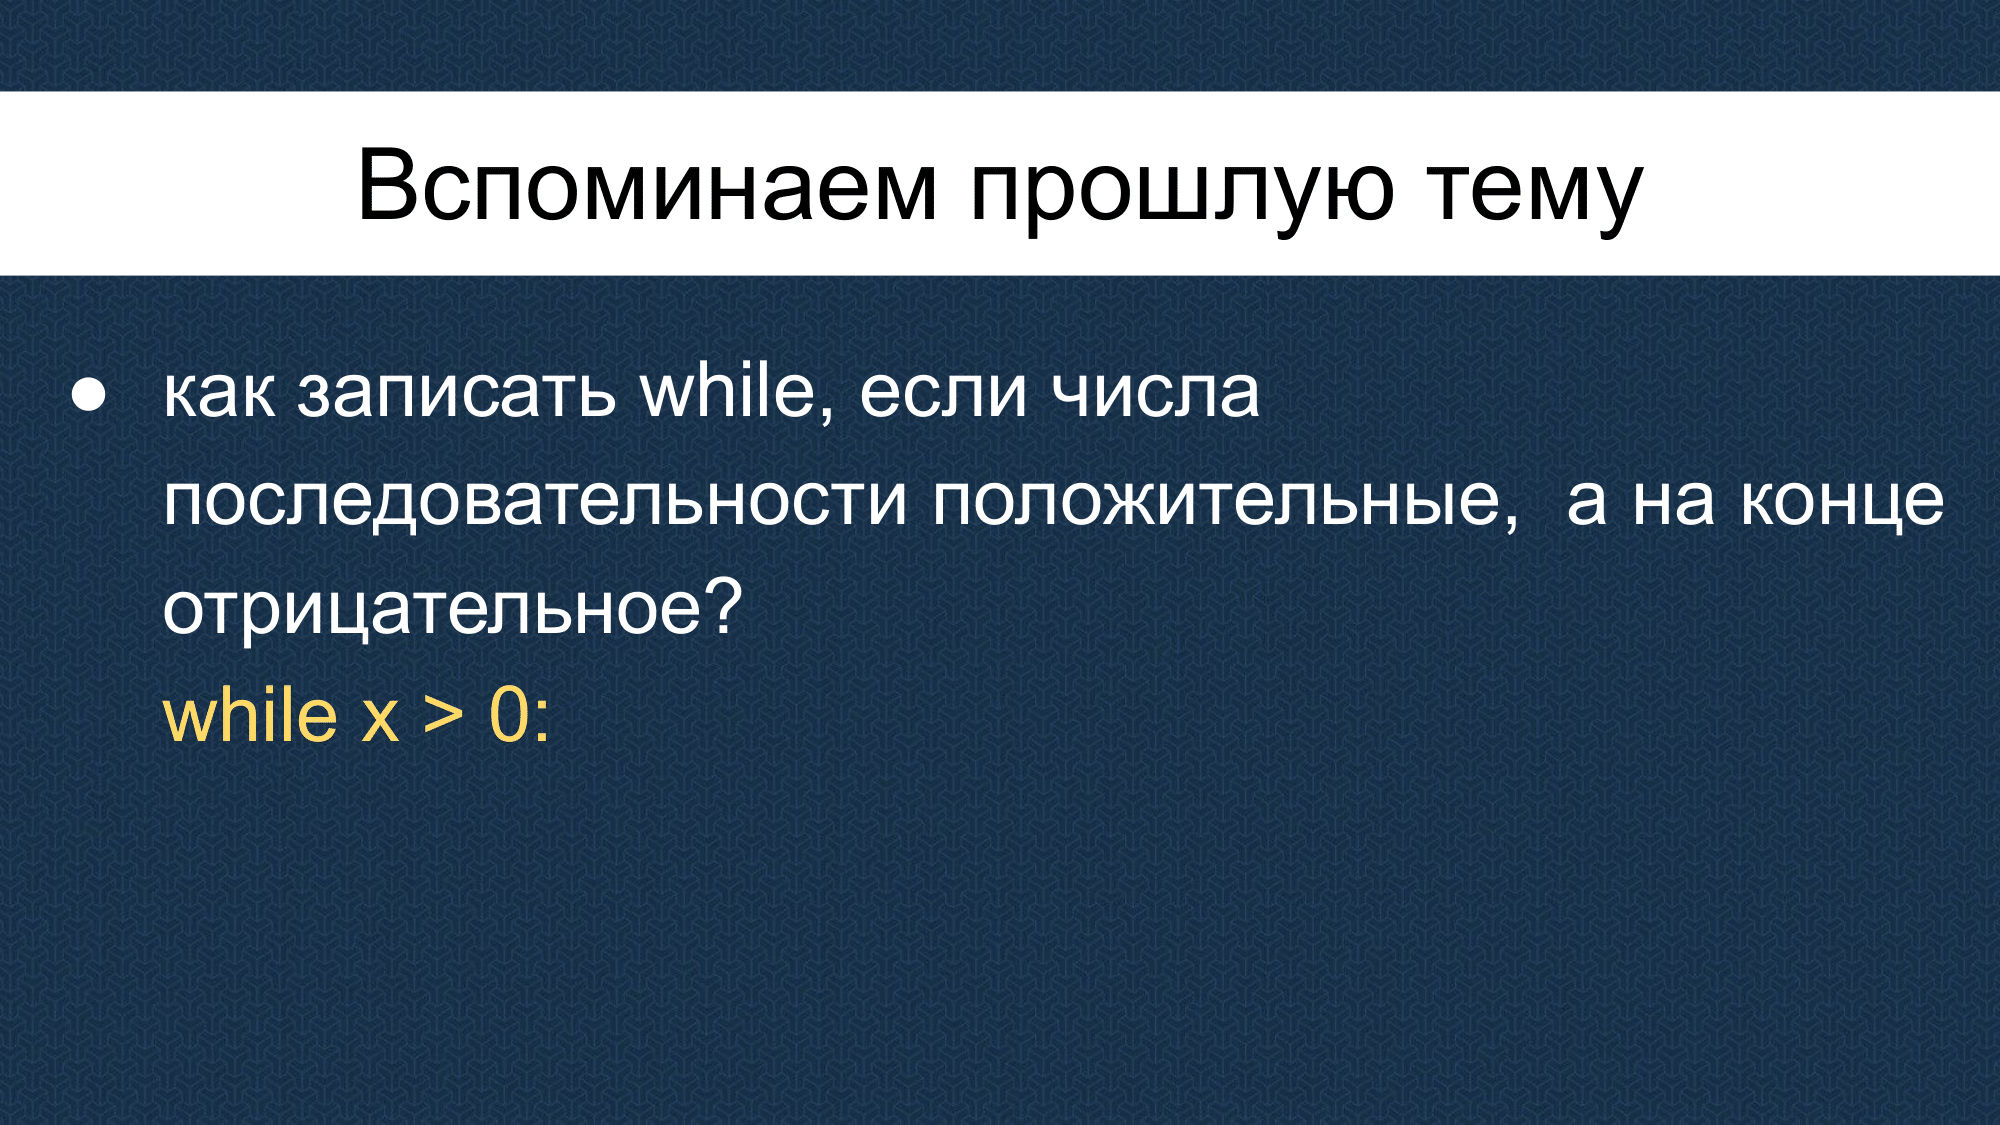 Вспоминаем прошлую тему
● как записать while, если числа
последовательности положительные,  а на конце
отрицательное?
while x > 0: